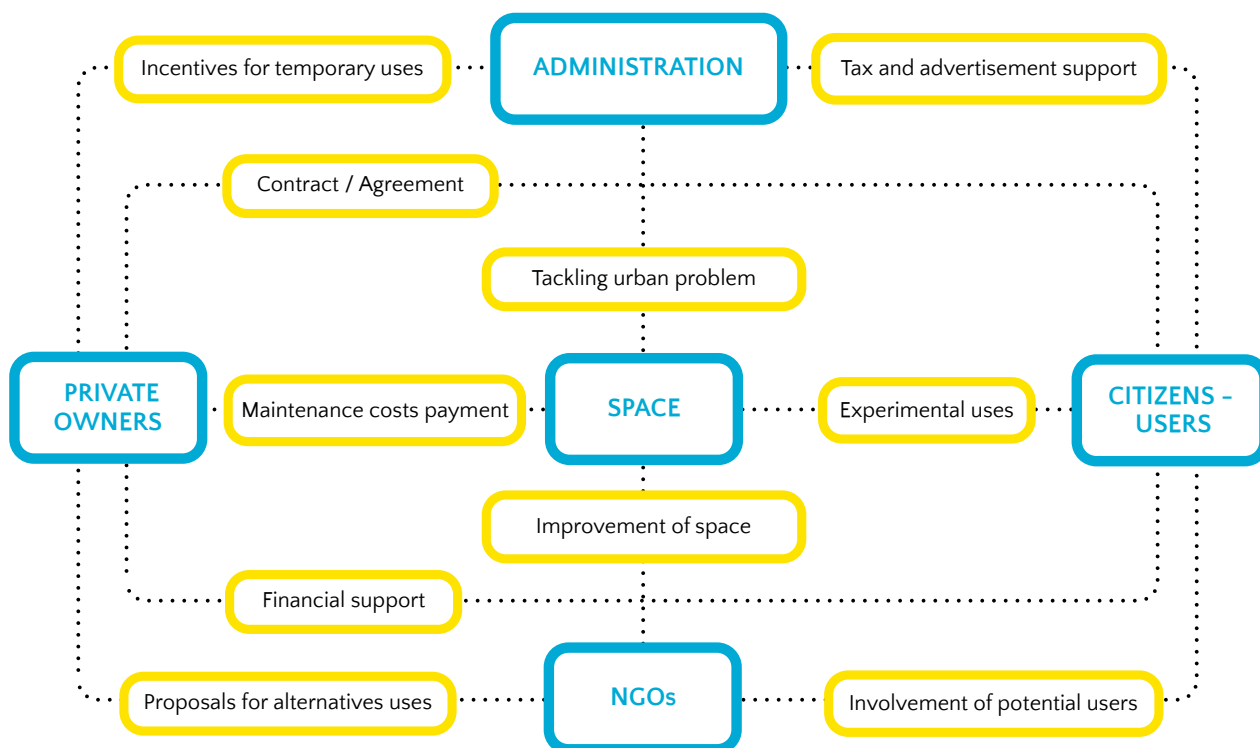 Incentives for temporary uses
ADMINISTRATION
Tax and advertisement support
Contract / Agreement
Tackling urban problem
PRIVATE
OWNERS
Maintenance costs payment
SPACE
Experimental uses
CITIZENS -
USERS
Improvement of space
Financial support
Proposals for alternatives uses
NGOs
Involvement of potential users